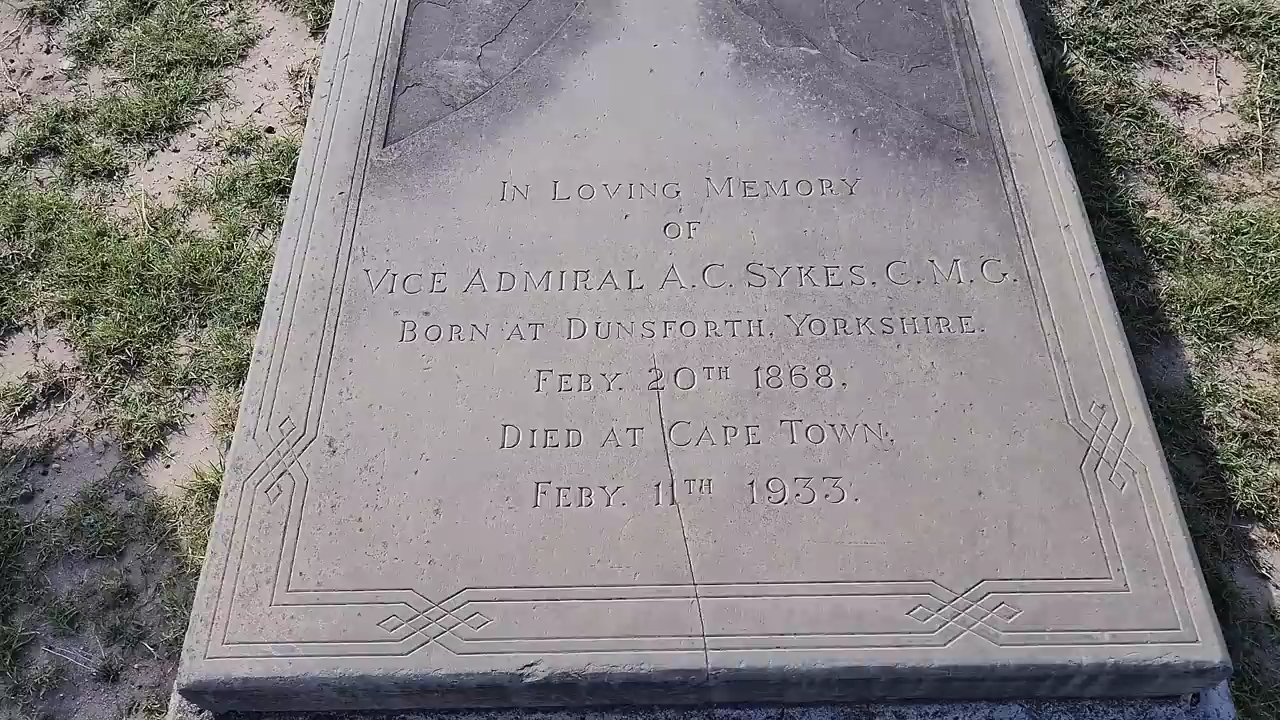 IN LOVING MEMORY
OF
VICE ADMIRAL A.C. SYKES. C.M.G.
BORN AT DUNSFORTH, YORKSHIRE.
FEBY. 20TH 1868.
DIED AT CAPE TOWN.
FEBY. 11TH 1933.